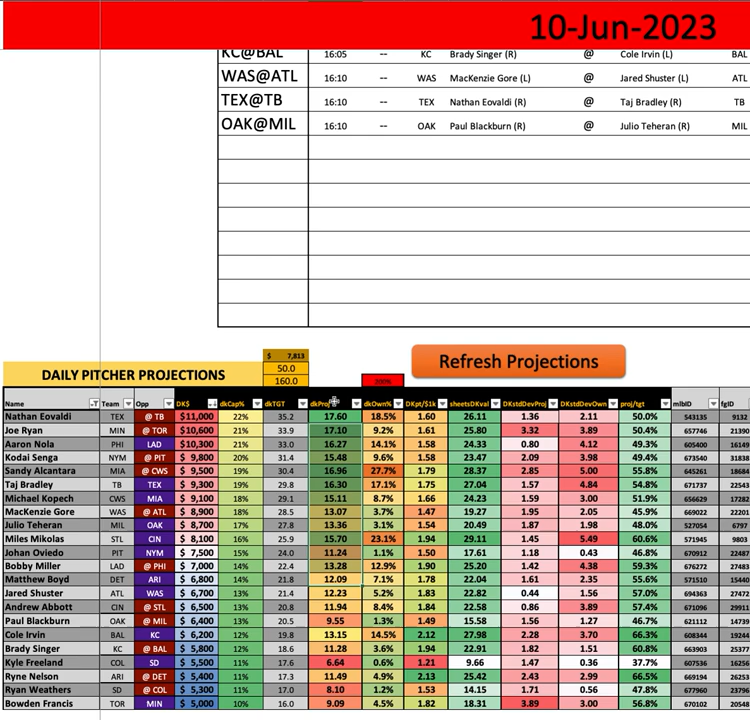 10-Jun-2023
KC@BAL 16:05 -- KC Brady Singer (R) @ Cole Irvin (L) BAL
WAS@ATL 16:10 -- WAS MacKenzie Gore (L) @ Jared Shuster (L) ATL
TEX@TB 16:10 -- TEX Nathan Eovaldi (R) @ Taj Bradley (R) TB
OAK@MIL 16:10 -- OAK Paul Blackburn (R) @ Julio Teheran (R) MIL
$ 7,813
Refresh Projections
DAILY PITCHER PROJECTIONS 50.0
160.0 200%
Name Team Opp DK$ dkCap% dkTGT dkProj dkOwn% DKpt/$1k sheetsDKval DKstdDevProj DKstdDevOwn proj/tgt mlbID fgID
Nathan Eovaldi TEX @ TB $11,000 22% 35.2 17.60 18.5% 1.60 26.11 1.36 2.11 50.0% 543135 9132
Joe Ryan MIN @ TOR $10,600 21% 33.9 17.10 9.2% 1.61 25.80 3.32 3.89 50.4% 657746 21390
Aaron Nola PHI LAD $10,300 21% 33.0 16.27 14.1% 1.58 24.33 0.80 4.12 49.3% 605400 16149
Kodai Senga NYM @ PIT $ 9,800 20% 31.4 15.48 9.6% 1.58 23.47 2.09 3.98 49.4% 673540 31838
Sandy Alcantara MIA @ CWS $ 9,500 19% 30.4 16.96 27.7% 1.79 28.37 2.85 5.00 55.8% 645261 18684
Taj Bradley TB TEX $ 9,300 19% 29.8 16.30 17.1% 1.75 27.04 1.57 4.84 54.8% 671737 22543
Michael Kopech CWS MIA $ 9,100 18% 29.1 15.11 8.7% 1.66 24.23 1.59 3.00 51.9% 656629 17282
MacKenzie Gore WAS @ ATL $ 8,900 18% 28.5 13.07 3.7% 1.47 19.27 1.95 2.05 45.9% 669022 22201
Julio Teheran MIL OAK $ 8,700 17% 27.8 13.36 3.1% 1.54 20.49 1.87 1.98 48.0% 527054 6797
Miles Mikolas STL CIN $ 8,100 16% 25.9 15.70 23.1% 1.94 29.11 1.45 5.49 60.6% 571945 9803
Johan Oviedo PIT NYM $ 7,500 15% 24.0 11.24 1.1% 1.50 17.61 1.18 0.43 46.8% 670912 22487
Bobby Miller LAD @ PHI $ 7,000 14% 22.4 13.28 12.9% 1.90 25.20 1.42 4.38 59.3% 676272 27483
Matthew Boyd DET ARI $ 6,800 14% 21.8 12.09 7.1% 1.78 22.04 1.61 2.35 55.6% 571510 15440
Jared Shuster ATL WAS $ 6,700 13% 21.4 12.23 5.2% 1.83 22.82 0.44 1.56 57.0% 694363 27472
Andrew Abbott CIN @ STL $ 6,500 13% 20.8 11.94 8.4% 1.84 22.58 0.86 3.89 57.4% 671096 29911
Paul Blackburn OAK @ MIL $ 6,400 13% 20.5 9.55 1.3% 1.49 15.58 1.56 1.27 46.7% 621112 14739
Cole Irvin BAL KC $ 6,200 12% 19.8 13.15 14.5% 2.12 27.98 2.28 3.70 66.3% 608344 19244
Brady Singer KC @ BAL $ 5,800 12% 18.6 11.28 3.6% 1.94 22.91 1.82 1.51 60.8% 663903 25377
Kyle Freeland COL SD $ 5,500 11% 17.6 6.64 0.6% 1.21 9.66 1.47 0.36 37.7% 607536 16256
Ryne Nelson ARI @ DET $ 5,400 11% 17.3 11.49 4.9% 2.13 25.42 2.43 2.99 66.5% 669194 26253
Ryan Weathers SD @ COL $ 5,300 11% 17.0 8.10 1.2% 1.53 14.15 1.71 0.56 47.8% 677960 23796
Bowden Francis TOR MIN $ 5,000 10% 16.0 9.09 4.5% 1.82 18.31 3.89 3.00 56.8% 670102 20548